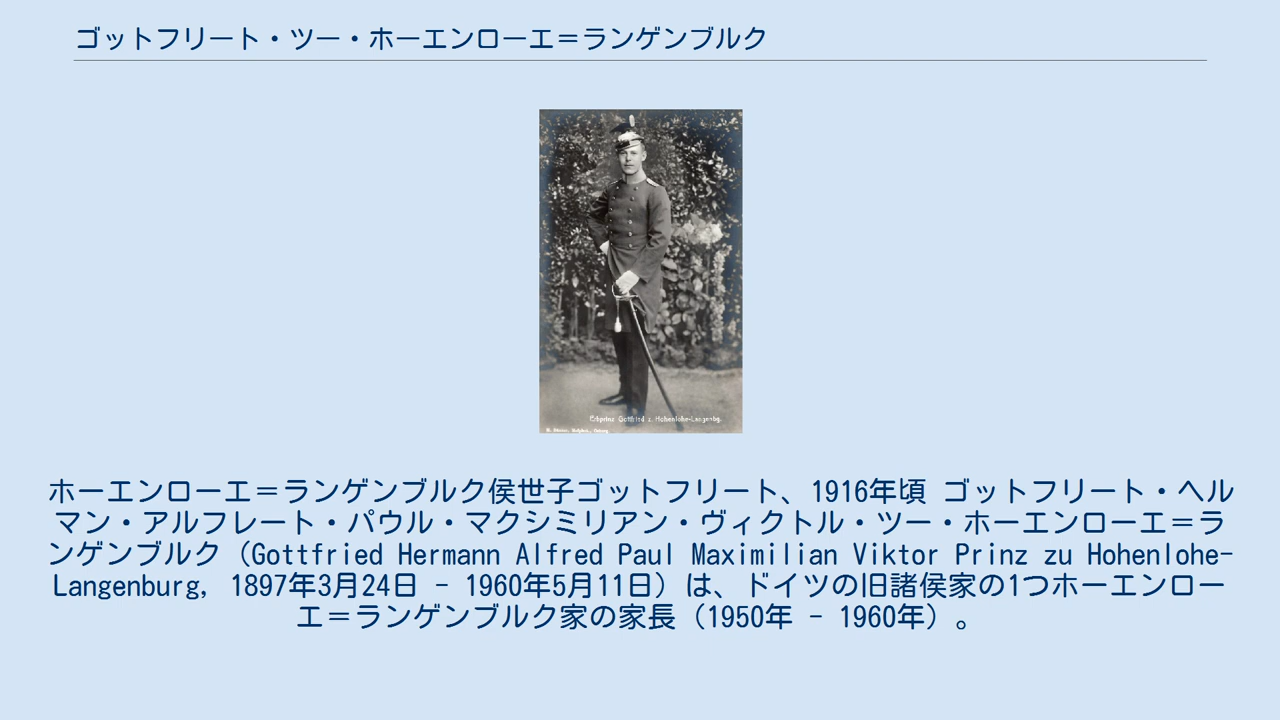 ゴットフリート・ツー・ホーエンローエ＝ランゲンブルク
Erbprinz Gottfried z. Hohenlohe-Langenbg.
ホーエンローエ＝ランゲンブルク侯世子ゴットフリート、1916年頃 ゴットフリート・ヘル
マン・アルフレート・パウル・マクシミリアン・ヴィクトル・ツー・ホーエンローエ＝ラ
ンゲンブルク（Gottfried Hermann Alfred Paul Maximilian Viktor Prinz zu Hohenlohe-
Langenburg, 1897年3月24日 - 1960年5月11日）は、ドイツの旧諸侯家の1つホーエンロー
エ＝ランゲンブルク家の家長（1950年 - 1960年）。